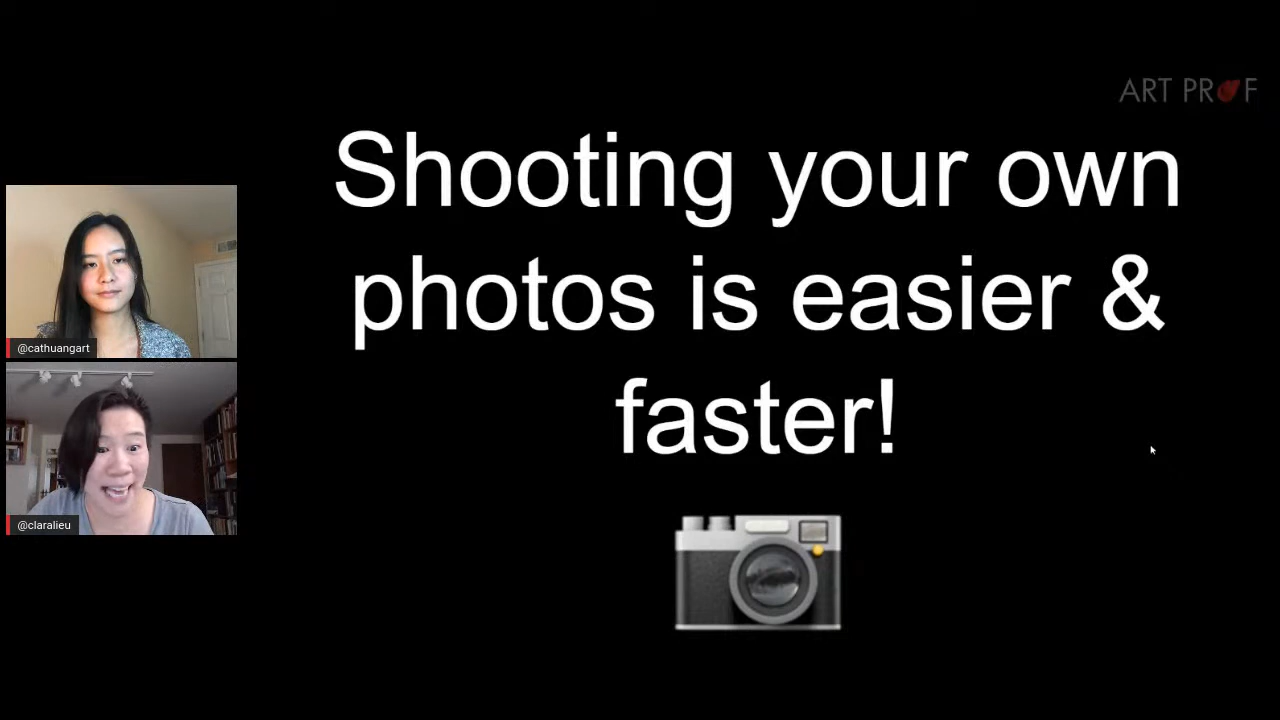 ART PROF
Shooting your own
photos is easier &
faster!
@cathuangart
@claralieu